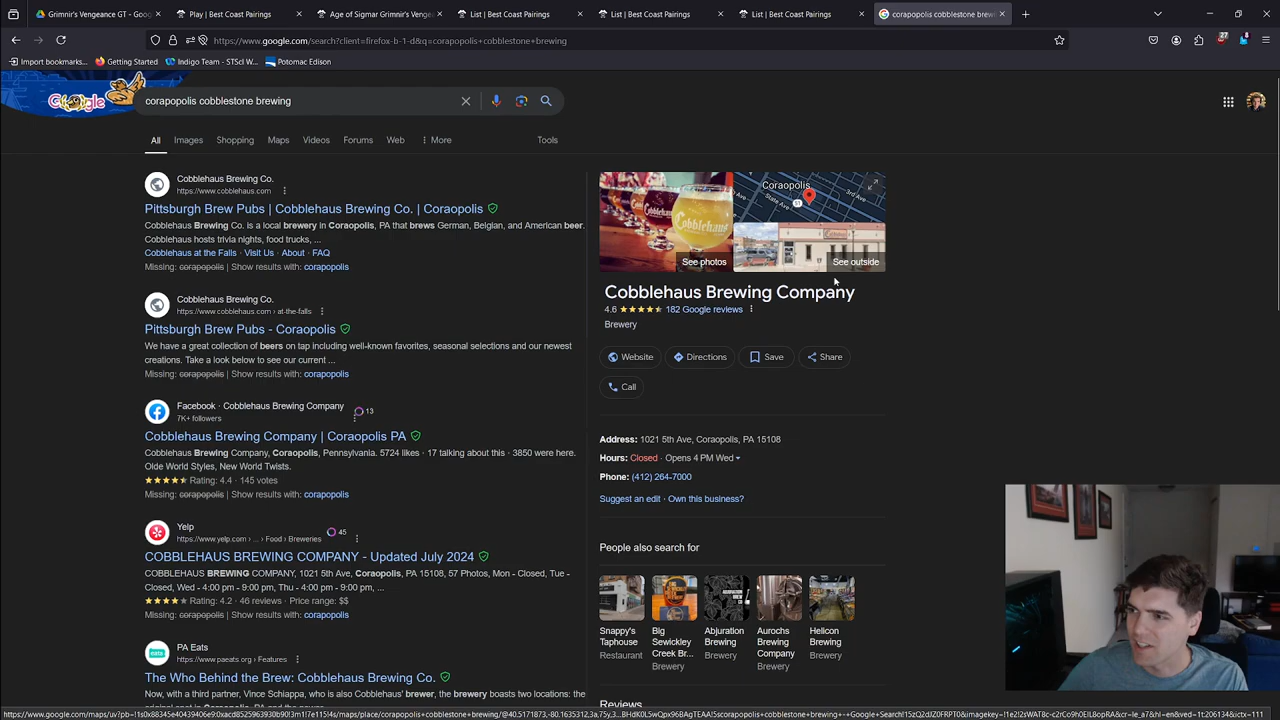 Grimnir's Vengeance GT - Goog
Play | Best Coast Pairings
Age of Sigmar Grimnir's Vengean
List | Best Coast Pairings
List | Best Coast Pairings
List | Best Coast Pairings
corapopolis cobblestone brewi
https://www.google.com/search?client=firefox-b-1-d&q=corapopolis+cobblestone+brewing
27
Import bookmarks...
Getting Started
Indigo Team - STScI W...
Potomac Edison
Google
corapopolis cobblestone brewing
All
Images
Shopping
Maps
Videos
Forums
Web
More
Tools
Cobblehaus Brewing Co.
https://www.cobblehaus.com
Pittsburgh Brew Pubs | Cobblehaus Brewing Co. | Coraopolis
Cobblehaus Brewing Co. is a local brewery in Coraopolis, PA that brews German, Belgian, and American beer.
Cobblehaus hosts trivia nights, food trucks, ...
Cobblehaus at the Falls · Visit Us · About · FAQ
Missing: corapopolis | Show results with: corapopolis
Cobblehaus Brewing Co.
https://www.cobblehaus.com › at-the-falls
Pittsburgh Brew Pubs - Coraopolis
We have a great collection of beers on tap including well-known favorites, seasonal selections and our newest
creations. Take a look below to see our current ...
Missing: corapopolis | Show results with: corapopolis
Facebook · Cobblehaus Brewing Company
13
7K+ followers
Cobblehaus Brewing Company | Coraopolis PA
Cobblehaus Brewing Company, Coraopolis, Pennsylvania. 5724 likes · 17 talking about this · 3850 were here.
Olde World Styles, New World Twists.
Rating: 4.4 · 145 votes
Missing: corapopolis | Show results with: corapopolis
Yelp
45
https://www.yelp.com › ... › Food › Breweries
COBBLEHAUS BREWING COMPANY - Updated July 2024
COBBLEHAUS BREWING COMPANY, 1021 5th Ave, Coraopolis, PA 15108, 57 Photos, Mon - Closed, Tue -
Closed, Wed - 4:00 pm - 9:00 pm, Thu - 4:00 pm - 9:00 pm, ...
Rating: 4.2 · 46 reviews · Price range: $$
Missing: corapopolis | Show results with: corapopolis
PA Eats
https://www.paeats.org › Features
The Who Behind the Brew: Cobblehaus Brewing Co.
Now, with a third partner, Vince Schiappa, who is also Cobblehaus' brewer, the brewery boasts two locations: the
Cobblehaus
See photos
Coraopolis
State Ave
3rd Ave
51
See outside
Cobblehaus Brewing Company
4.6
182 Google reviews
Brewery
Website
Directions
Save
Share
Call
Address: 1021 5th Ave, Coraopolis, PA 15108
Hours: Closed · Opens 4 PM Wed
Phone: (412) 264-7000
Suggest an edit · Own this business?
People also search for
Snappy's Taphouse
Restaurant
Big Sewickley Creek Br...
Brewery
Abjuration Brewing
Brewery
Aurochs Brewing Company
Brewery
Helicon Brewing
Brewery
Reviews